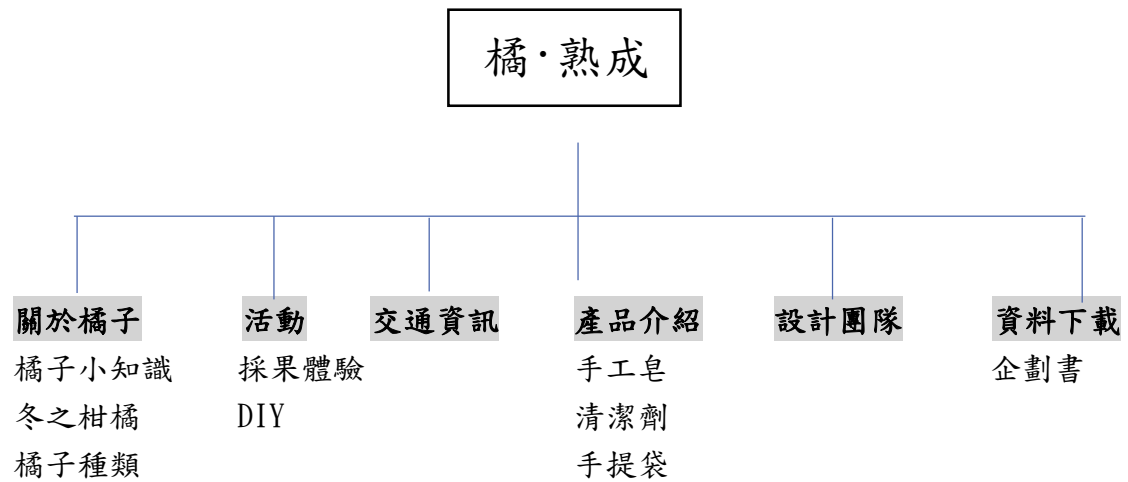 橘·熟成
關於橘子
橘子小知識
冬之柑橘
橘子種類
活動
採果體驗
DIY
交通資訊
產品介紹
手工皂
清潔劑
手提袋
設計團隊
資料下載
企劃書